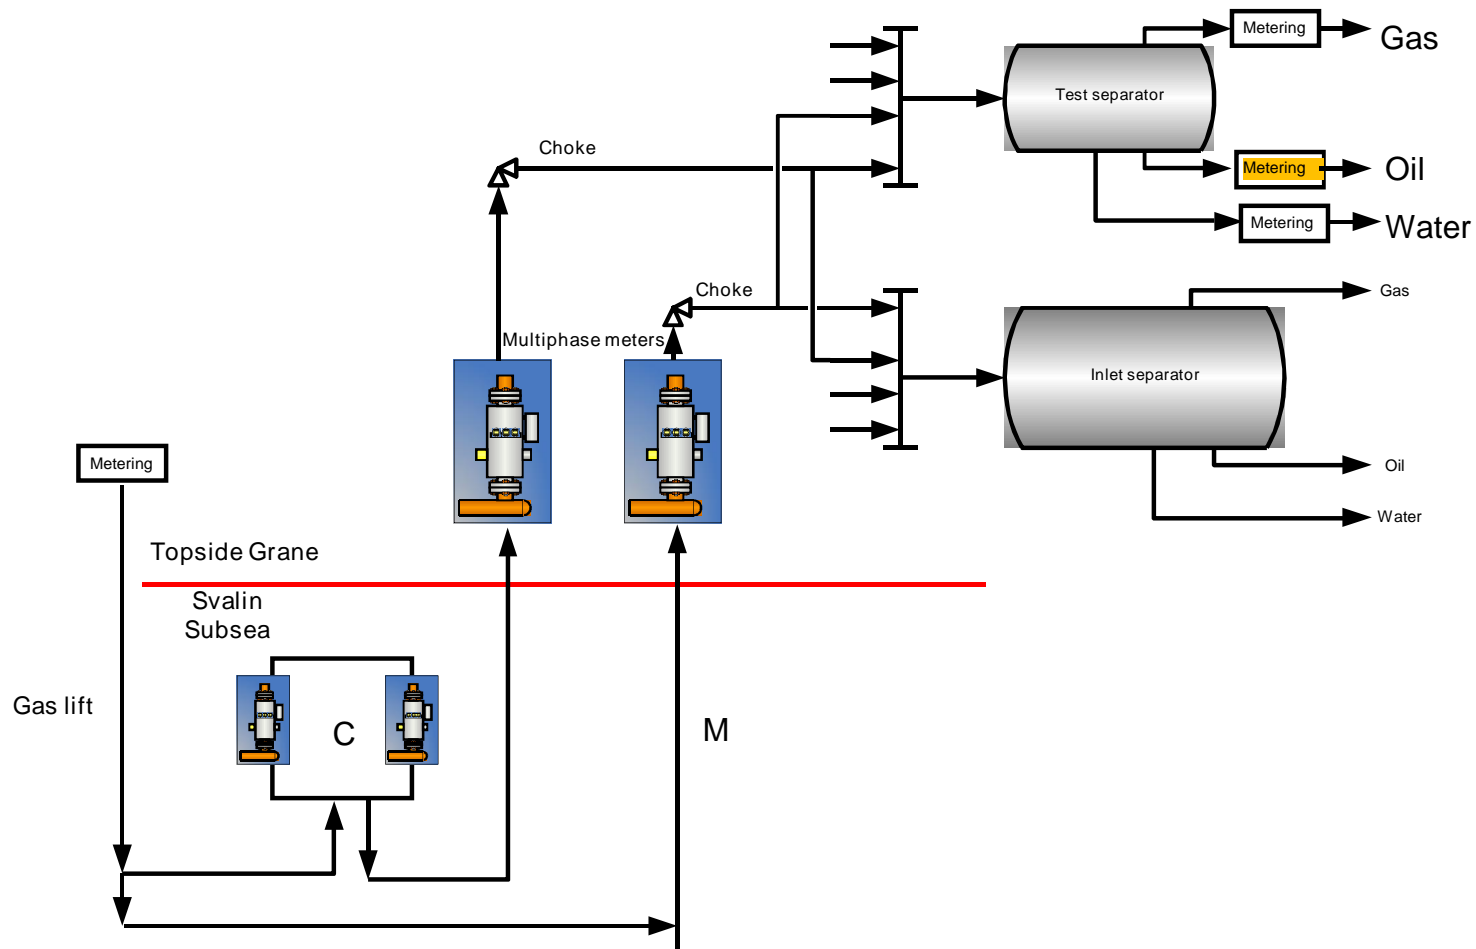 Metering
Gas
Test separator
Choke
Metering
Oil
Metering
Water
Choke
Gas
Multiphase meters
Inlet separator
Metering
Oil
Water
Topside Grane
Svalin
Subsea
Gas lift
C
M